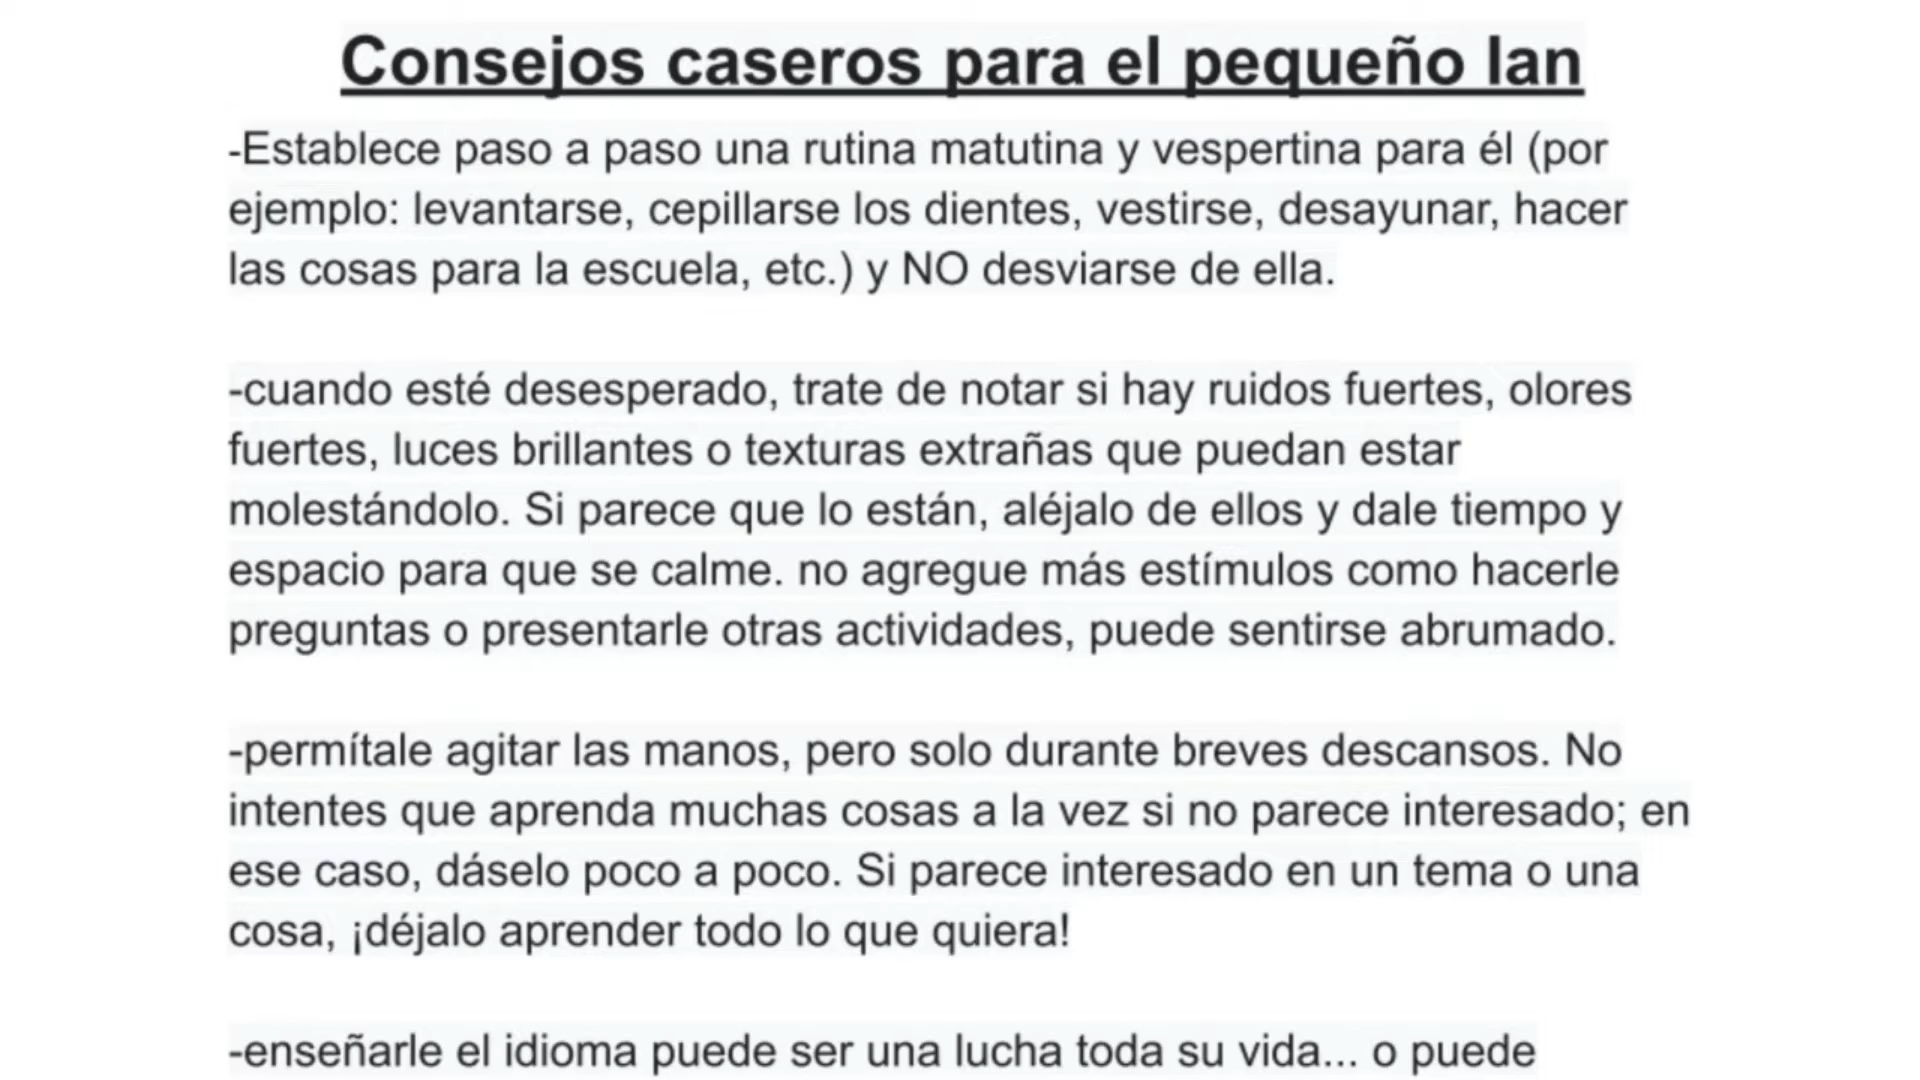 Consejos caseros para el pequeño Ian
-Establece paso a paso una rutina matutina y vespertina para él (por
ejemplo: levantarse, cepillarse los dientes, vestirse, desayunar, hacer
las cosas para la escuela, etc.) y NO desviarse de ella.
-cuando esté desesperado, trate de notar si hay ruidos fuertes, olores
fuertes, luces brillantes o texturas extrañas que puedan estar
molestándolo. Si parece que lo están, aléjalo de ellos y dale tiempo y
espacio para que se calme. no agregue más estímulos como hacerle
preguntas o presentarle otras actividades, puede sentirse abrumado.
-permítale agitar las manos, pero solo durante breves descansos. No
intentes que aprenda muchas cosas a la vez si no parece interesado; en
ese caso, dáselo poco a poco. Si parece interesado en un tema o una
cosa, ¡déjalo aprender todo lo que quiera!
-enseñarle el idioma puede ser una lucha toda su vida... o puede